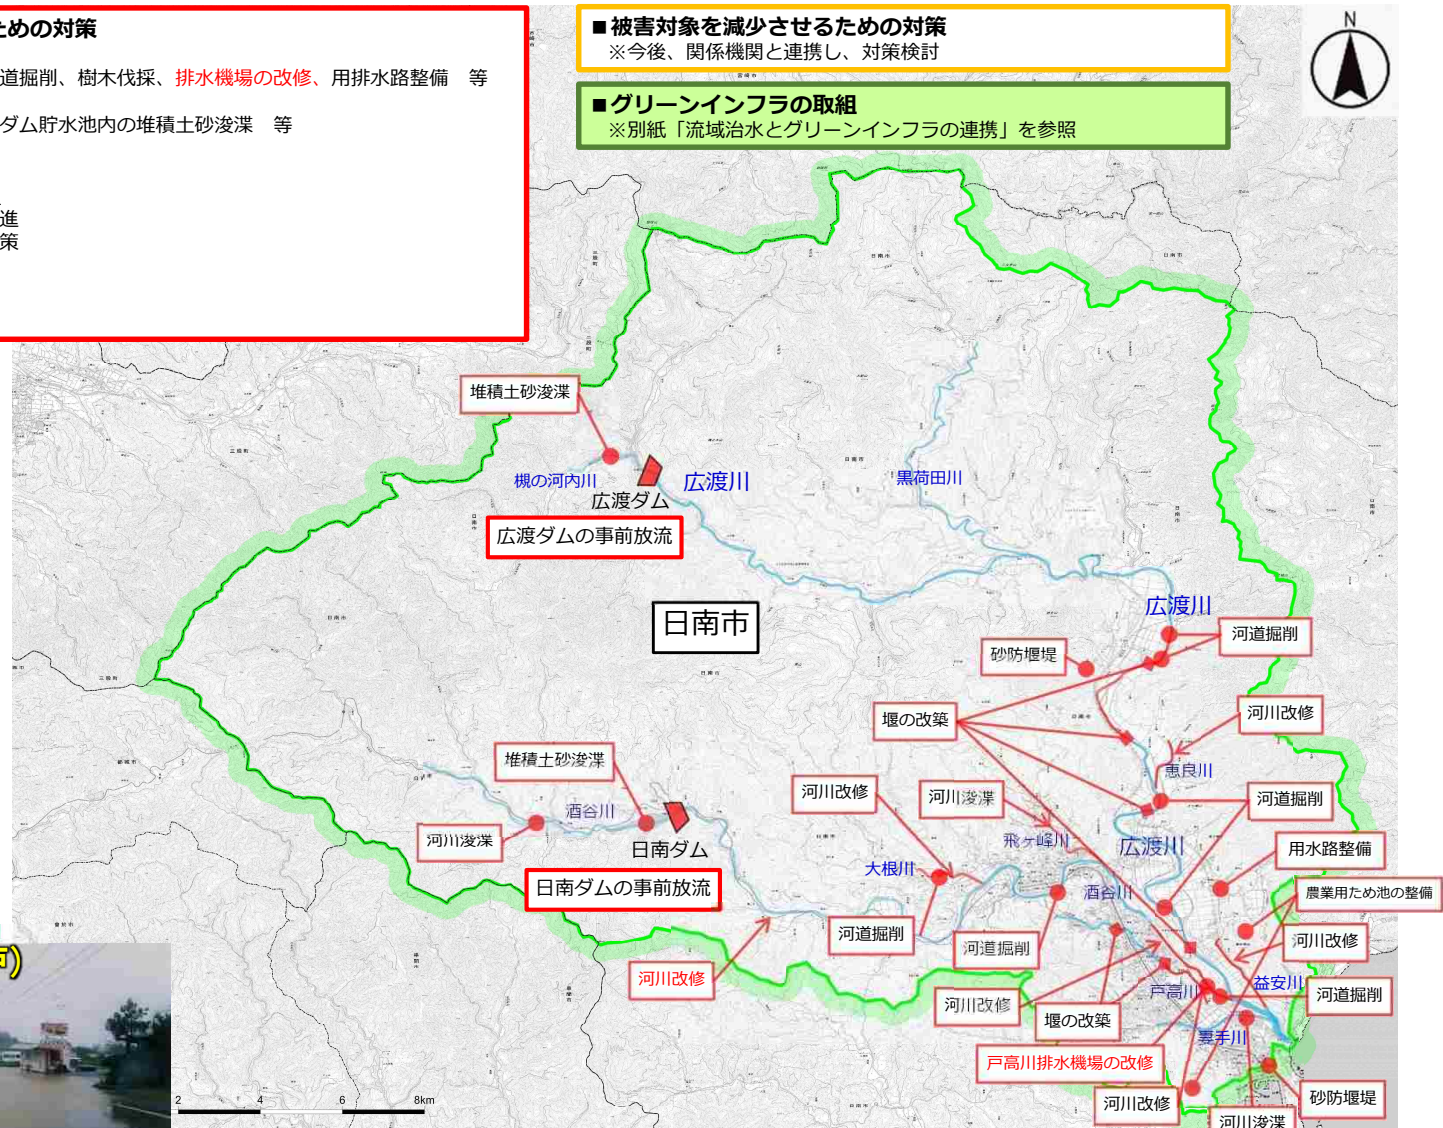 ための対策
道掘削、樹木伐採、排水機場の改修、用排水路整備　等
ダム貯水池内の堆積土砂浚渫　等
進
策
■被害対象を減少させるための対策
※今後、関係機関と連携し、対策検討
■グリーンインフラの取組
※別紙「流域治水とグリーンインフラの連携」を参照
N
堆積土砂浚渫
槻の河内川
広渡ダム
広渡川
黒荷田川
広渡ダムの事前放流
日南市
広渡川
河道掘削
砂防堰堤
堰の改築
河川改修
恵良川
堆積土砂浚渫
河川改修
河川浚渫
河道掘削
酒谷川
飛ケ峰川
広渡川
河川浚渫
日南ダム
用水路整備
大根川
酒谷川
日南ダムの事前放流
農業用ため池の整備
河道掘削
河道掘削
河川改修
河川改修
戸高川
益安川
河道掘削
河川改修
堰の改築
戸高川排水機場の改修
河川改修
砂防堰堤
河川浚渫
2
4
6
8km